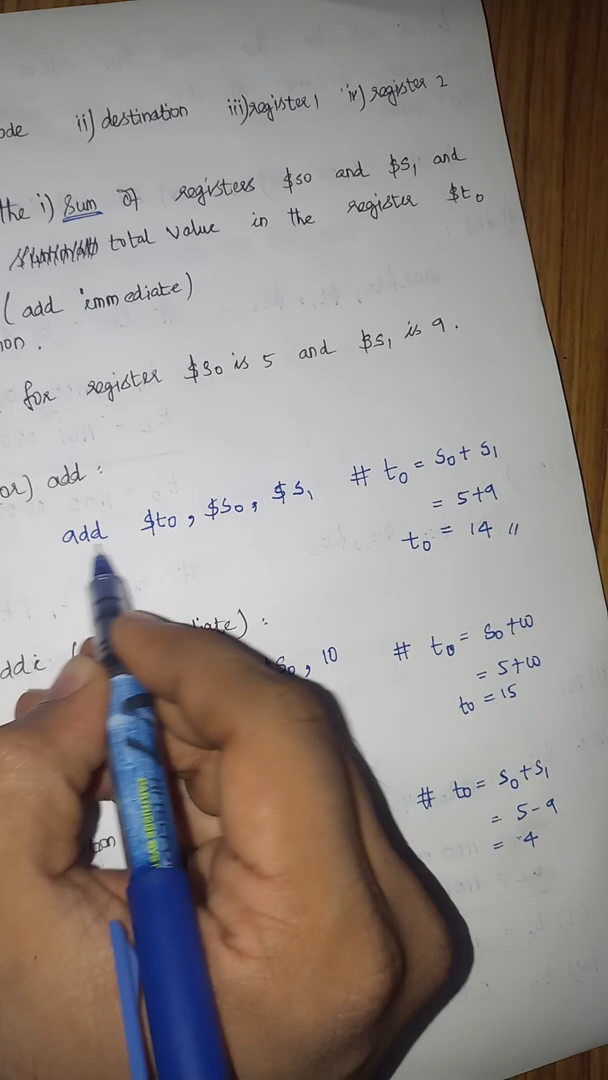 ode ii) destination iii) register 1 iv) register 2
the i) Sum of registers $s0 and $s1 and
total value in the register $t0
(add immediate)
for register $s0 is 5 and $s1 is 9.
or) add :
add $t0, $s0, $s1 # t0 = s0 + s1
= 5+9
t0 = 14 "
addi iate) :
s0, 10 # t0 = s0+10
= 5+10
t0 = 15
# t0 = s0+s1
= 5-9
= -4